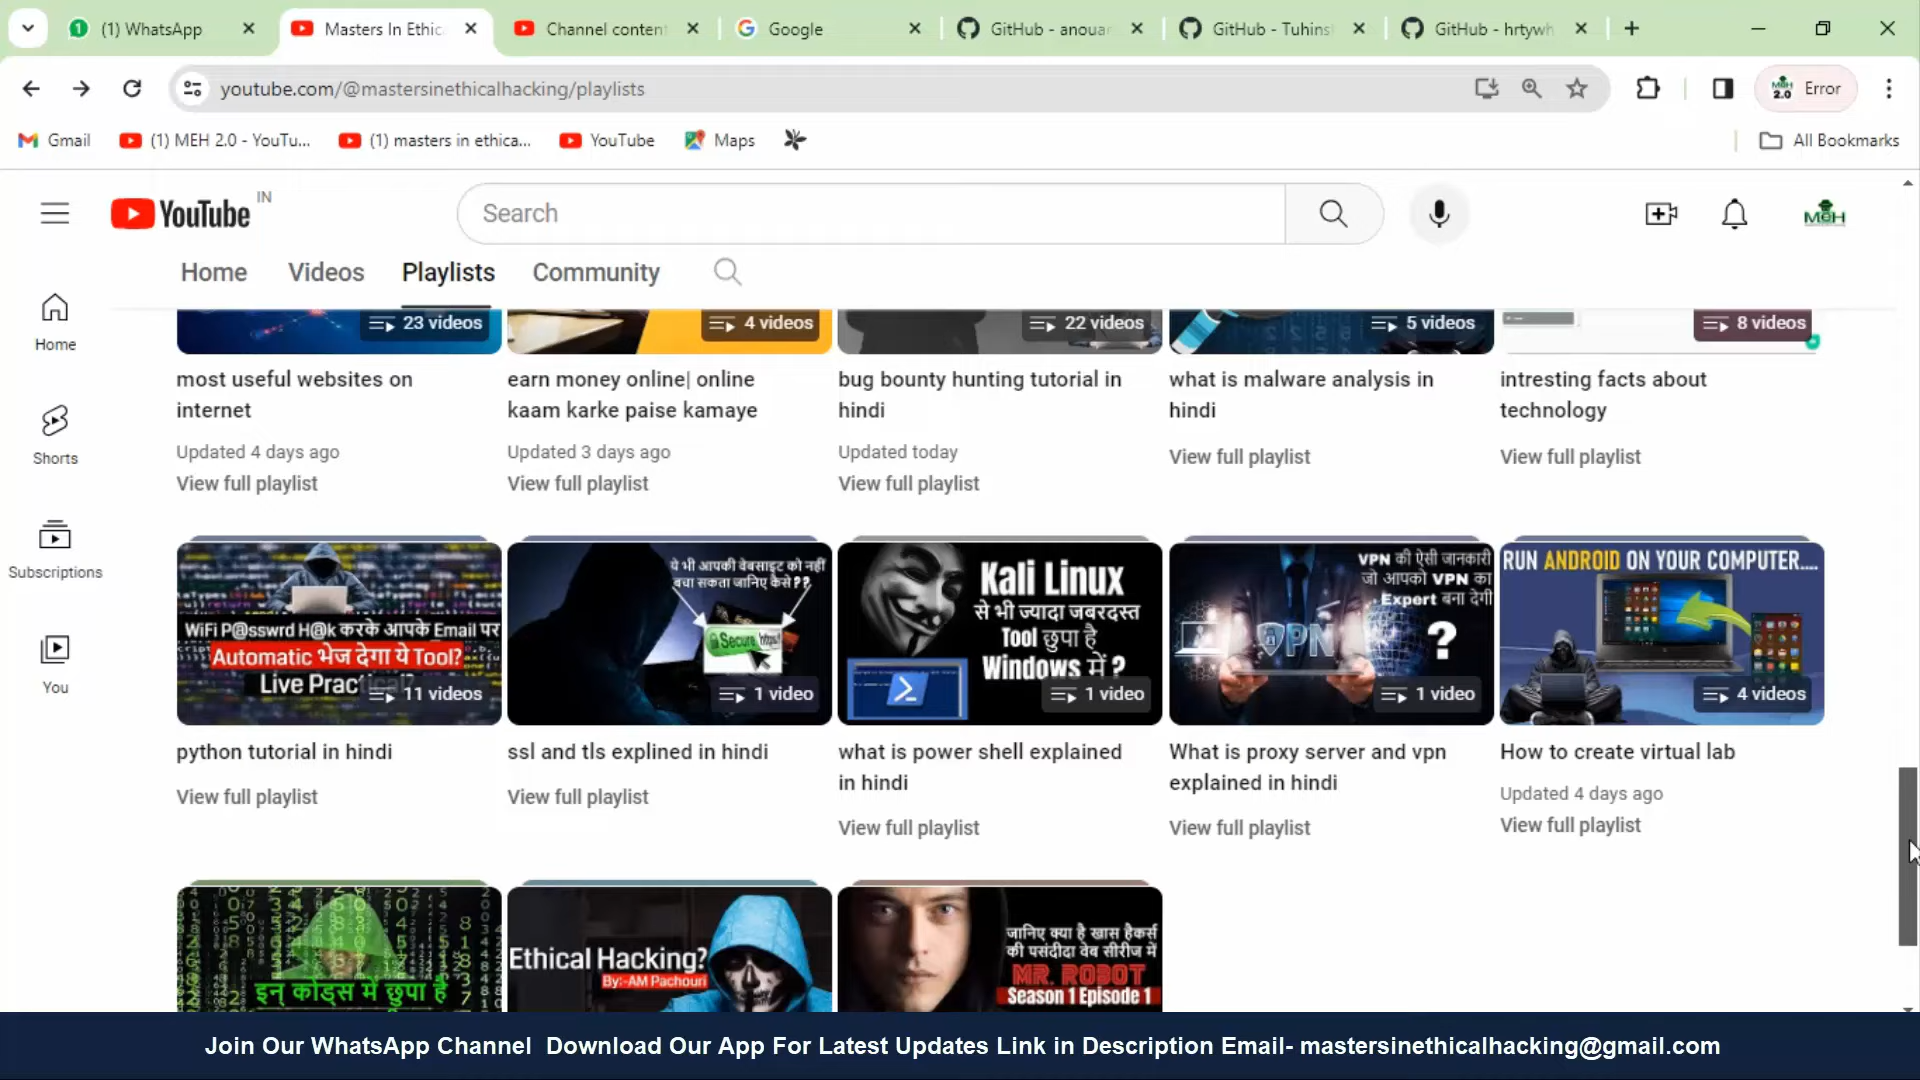 (1) WhatsApp
Masters In Ethic
Channel content
Google
GitHub - anouar
GitHub - Tuhins
GitHub - hrtywh
youtube.com/@mastersinethicalhacking/playlists
MEH 2.0
Error
Gmail
(1) MEH 2.0 - YouTu...
(1) masters in ethica...
YouTube
Maps
All Bookmarks
YouTube IN
Search
MeH
Home Videos Playlists Community
Home
Shorts
Subscriptions
You
23 videos
most useful websites on
internet
Updated 4 days ago
View full playlist
4 videos
earn money online| online
kaam karke paise kamaye
Updated 3 days ago
View full playlist
22 videos
bug bounty hunting tutorial in
hindi
Updated today
View full playlist
5 videos
what is malware analysis in
hindi
View full playlist
8 videos
intresting facts about
technology
View full playlist
WiFi P@sswrd H@k करके आपके Email पर
Automatic भेज देगा ये Tool?
Live Prac
11 videos
python tutorial in hindi
View full playlist
ये भी आपकी वेबसाइट को नहीं
बचा सकता जानिए कैसे??
Secure http
1 video
ssl and tls explined in hindi
View full playlist
Kali Linux
से भी ज्यादा जबरदस्त
Tool छुपा है
Windows में ?
1 video
what is power shell explained
in hindi
View full playlist
VPN की ऐसी जानकारी
जो आपको VPN का
Expert बना देगी
?
VPN
1 video
What is proxy server and vpn
explained in hindi
View full playlist
RUN ANDROID ON YOUR COMPUTER....
4 videos
How to create virtual lab
Updated 4 days ago
View full playlist
इन् कोड्स में छुपा है
Ethical Hacking?
By:-AM Pachouri
जानिए क्या है खास हैकर्स
की पसंदीदा वेब सीरीज में
MR. ROBOT
Season 1 Episode 1
Join Our WhatsApp Channel Download Our App For Latest Updates Link in Description Email- mastersinethicalhacking@gmail.com